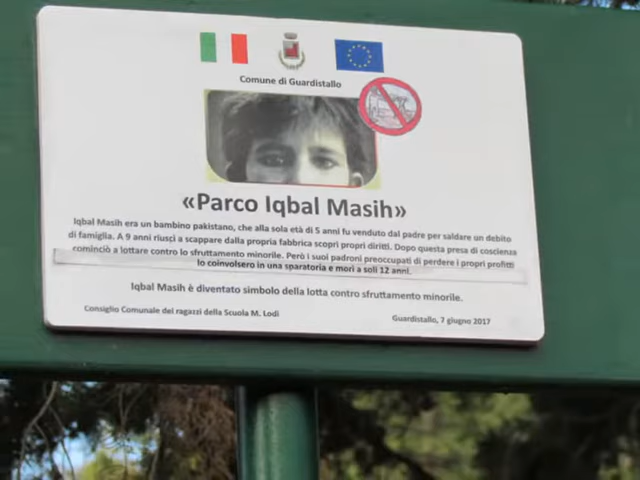 Comune di Guardistallo
«Parco Iqbal Masih»
Iqbal Masih era un bambino pakistano, che alla sola età di 5 anni fu venduto dal padre per saldare un debito
di famiglia. A 9 anni riuscì a scappare dalla propria fabbrica scopri propri diritti. Dopo questa presa di coscienza
cominciò a lottare contro lo sfruttamento minorile. Però i suoi padroni preoccupati di perdere i propri profitti
lo coinvolsero in una sparatoria e morì a soli 12 anni.
Iqbal Masih è diventato simbolo della lotta contro sfruttamento minorile.
Consiglio Comunale dei ragazzi della Scuola M. Lodi
Guardistallo, 7 giugno 2017